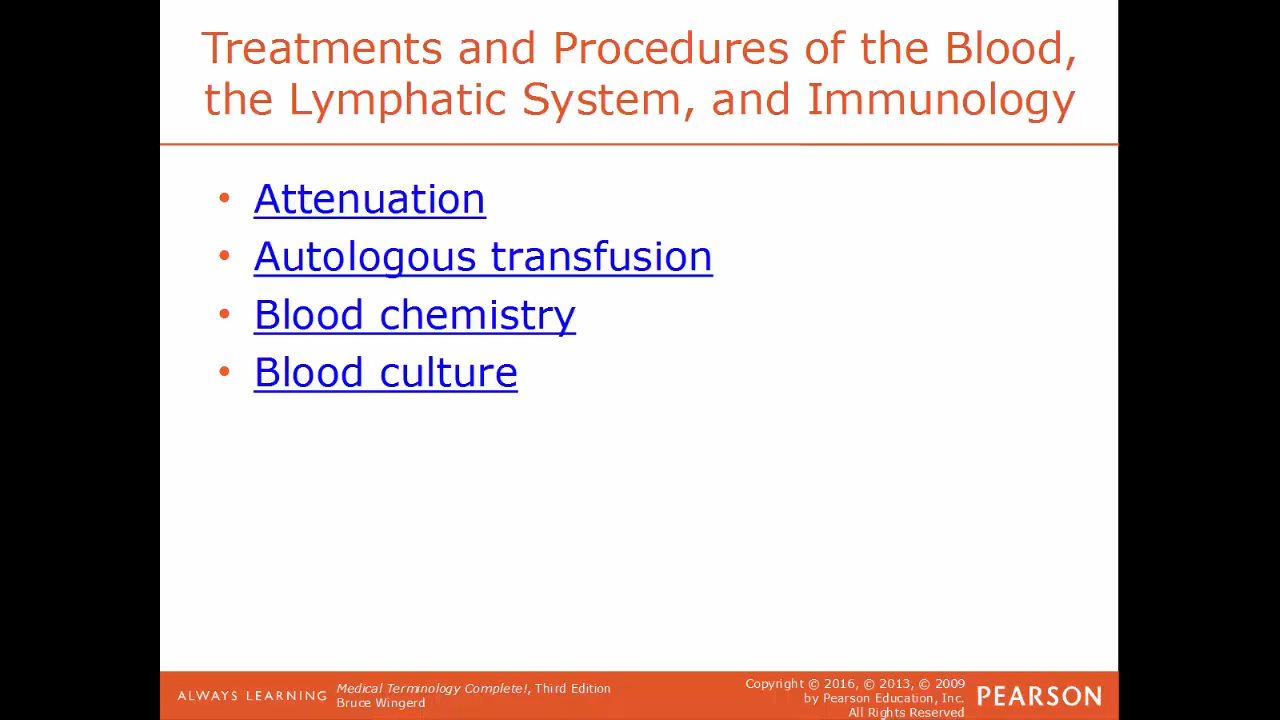 Treatments and Procedures of the Blood,
the Lymphatic System, and Immunology
• Attenuation
• Autologous transfusion
• Blood chemistry
• Blood culture
ALWAYS LEARNING
Medical Terminology Complete!, Third Edition
Bruce Wingerd
Copyright © 2016, © 2013, © 2009
by Pearson Education, Inc.
All Rights Reserved
PEARSON